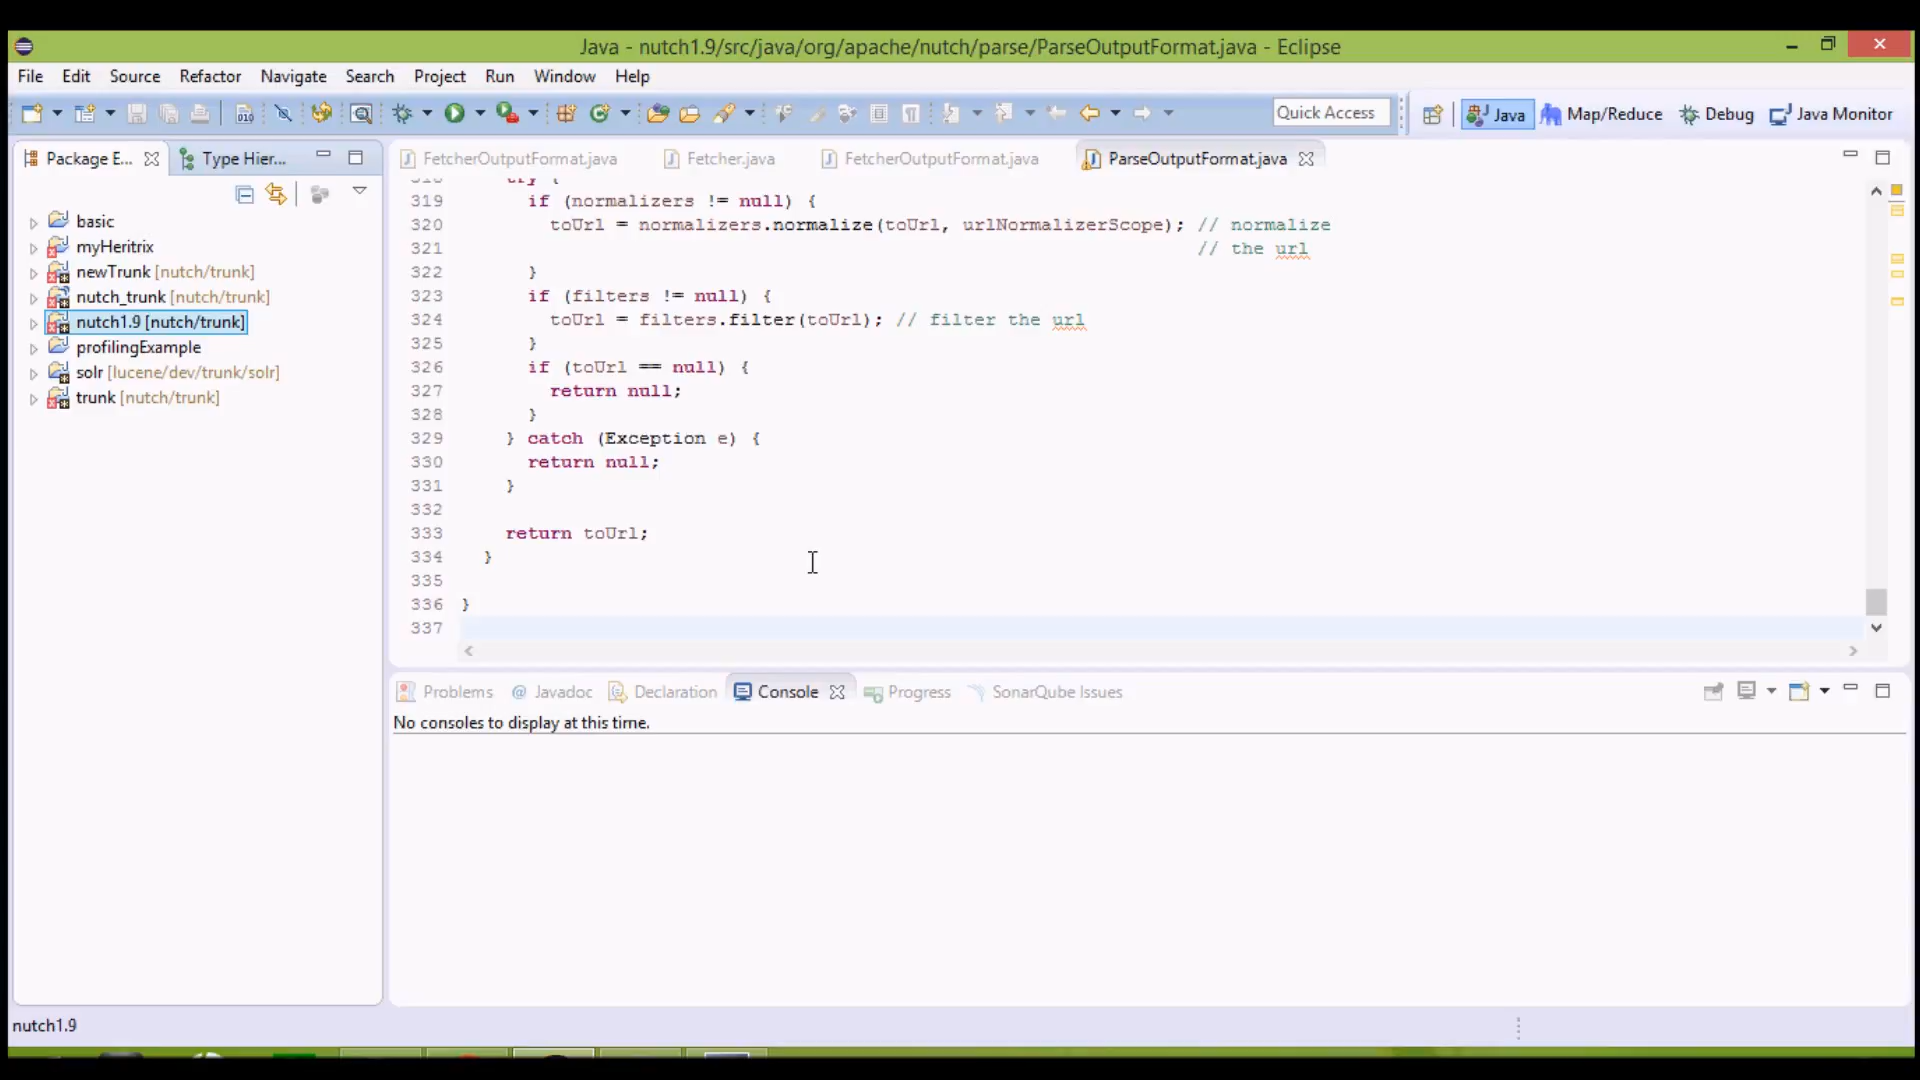 Java - nutch1.9/src/java/org/apache/nutch/parse/ParseOutputFormat.java - Eclipse
File Edit Source Refactor Navigate Search Project Run Window Help
010 Quick Access Java Map/Reduce Debug Java Monitor
Package E... Type Hier...
FetcherOutputFormat.java Fetcher.java FetcherOutputFormat.java ParseOutputFormat.java
basic
myHeritrix
newTrunk [nutch/trunk]
nutch_trunk [nutch/trunk]
nutch1.9 [nutch/trunk]
profilingExample
solr [lucene/dev/trunk/solr]
trunk [nutch/trunk]
318 try {
319 if (normalizers != null) {
320 toUrl = normalizers.normalize(toUrl, urlNormalizerScope); // normalize
321 // the url
322 }
323 if (filters != null) {
324 toUrl = filters.filter(toUrl); // filter the url
325 }
326 if (toUrl == null) {
327 return null;
328 }
329 } catch (Exception e) {
330 return null;
331 }
332
333 return toUrl;
334 }
335
336 }
337
Problems @ Javadoc Declaration Console Progress SonarQube Issues
No consoles to display at this time.
nutch1.9